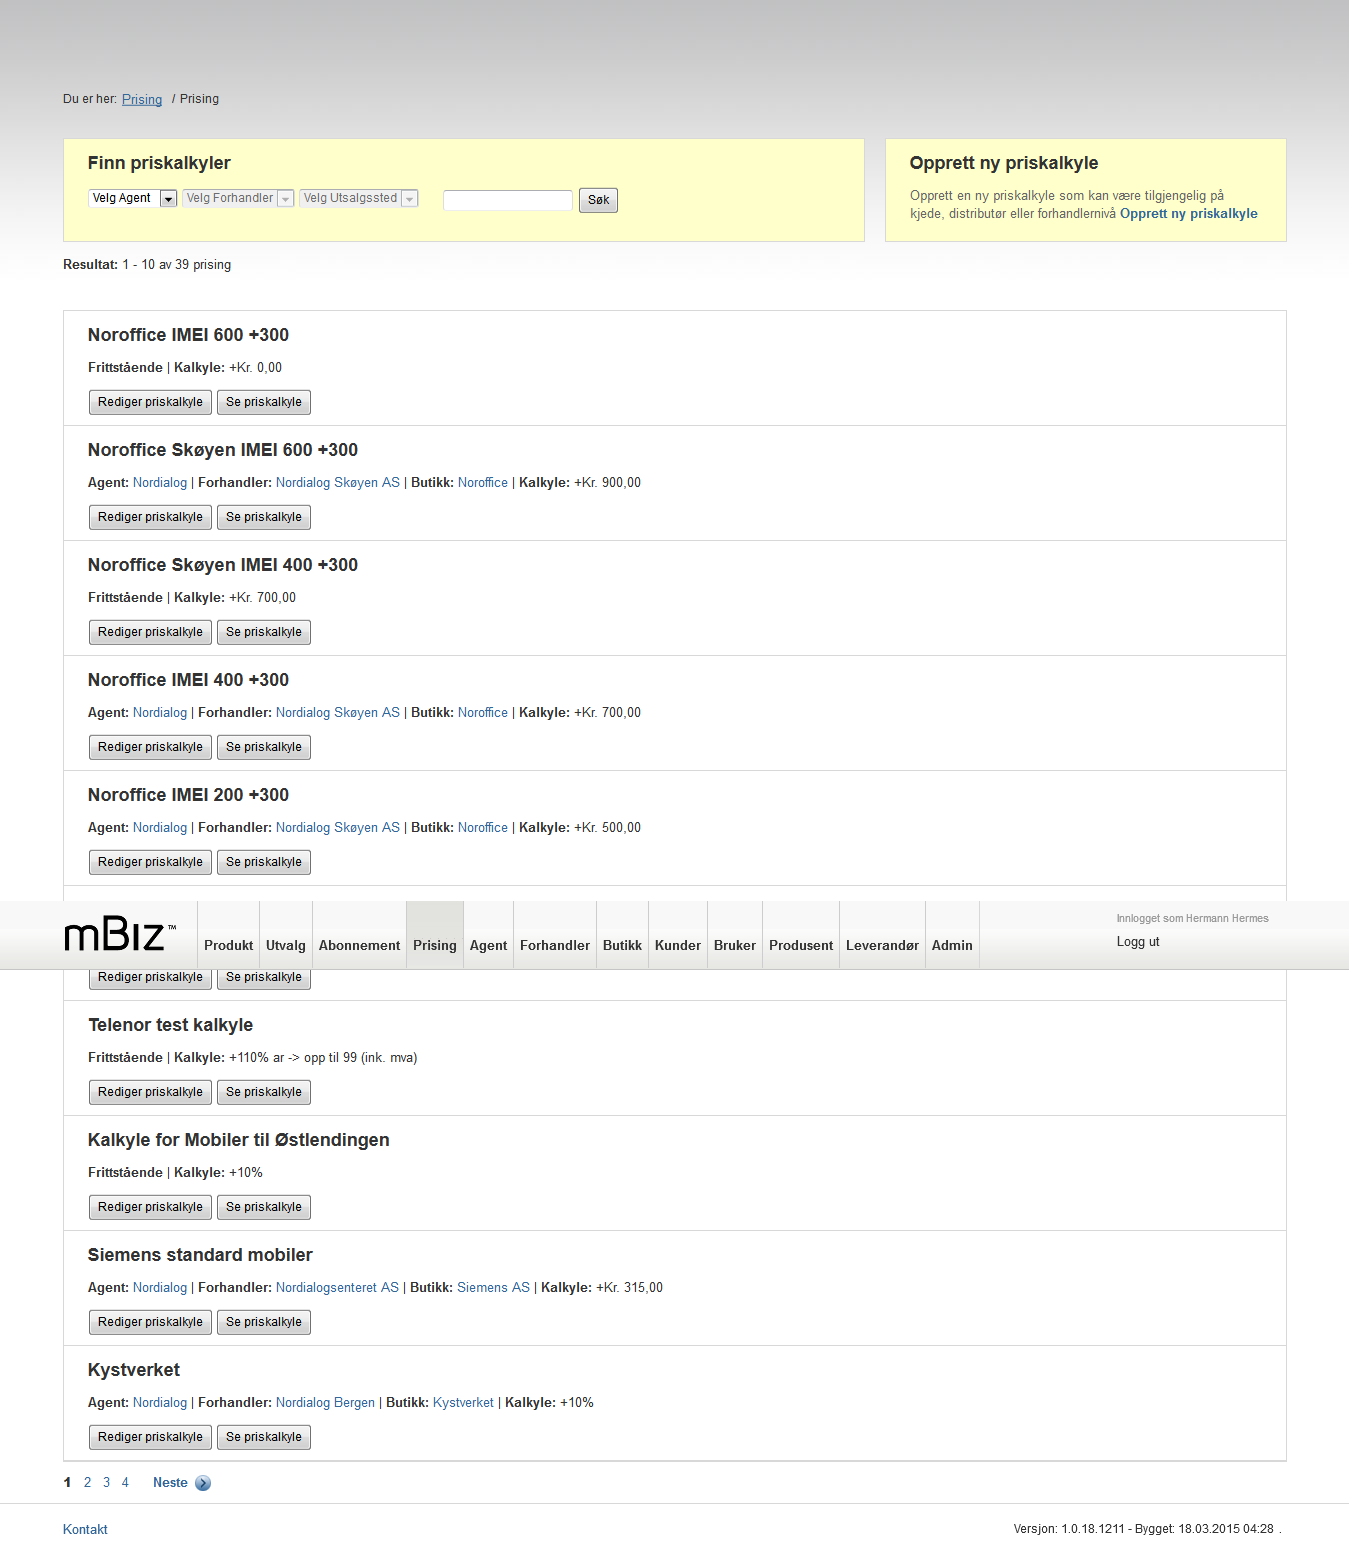 Du er her: Prising / Prising
Finn priskalkyler
Velg Agent Velg Forhandler Velg Utsalgssted Søk
Opprett ny priskalkyle
Opprett en ny priskalkyle som kan være tilgjengelig på
kjede, distributør eller forhandlernivå Opprett ny priskalkyle
Resultat: 1 - 10 av 39 prising
Noroffice IMEI 600 +300
Frittstående | Kalkyle: +Kr. 0,00
Rediger priskalkyle Se priskalkyle
Noroffice Skøyen IMEI 600 +300
Agent: Nordialog | Forhandler: Nordialog Skøyen AS | Butikk: Noroffice | Kalkyle: +Kr. 900,00
Rediger priskalkyle Se priskalkyle
Noroffice Skøyen IMEI 400 +300
Frittstående | Kalkyle: +Kr. 700,00
Rediger priskalkyle Se priskalkyle
Noroffice IMEI 400 +300
Agent: Nordialog | Forhandler: Nordialog Skøyen AS | Butikk: Noroffice | Kalkyle: +Kr. 700,00
Rediger priskalkyle Se priskalkyle
Noroffice IMEI 200 +300
Agent: Nordialog | Forhandler: Nordialog Skøyen AS | Butikk: Noroffice | Kalkyle: +Kr. 500,00
Rediger priskalkyle Se priskalkyle
mBiz™ Produkt Utvalg Abonnement Prising Agent Forhandler Butikk Kunder Bruker Produsent Leverandør Admin
Innlogget som Hermann Hermes
Logg ut
Rediger priskalkyle Se priskalkyle
Telenor test kalkyle
Frittstående | Kalkyle: +110% ar -> opp til 99 (ink. mva)
Rediger priskalkyle Se priskalkyle
Kalkyle for Mobiler til Østlendingen
Frittstående | Kalkyle: +10%
Rediger priskalkyle Se priskalkyle
Siemens standard mobiler
Agent: Nordialog | Forhandler: Nordialogsenteret AS | Butikk: Siemens AS | Kalkyle: +Kr. 315,00
Rediger priskalkyle Se priskalkyle
Kystverket
Agent: Nordialog | Forhandler: Nordialog Bergen | Butikk: Kystverket | Kalkyle: +10%
Rediger priskalkyle Se priskalkyle
1 2 3 4 Neste
Kontakt
Versjon: 1.0.18.1211 - Bygget: 18.03.2015 04:28 .